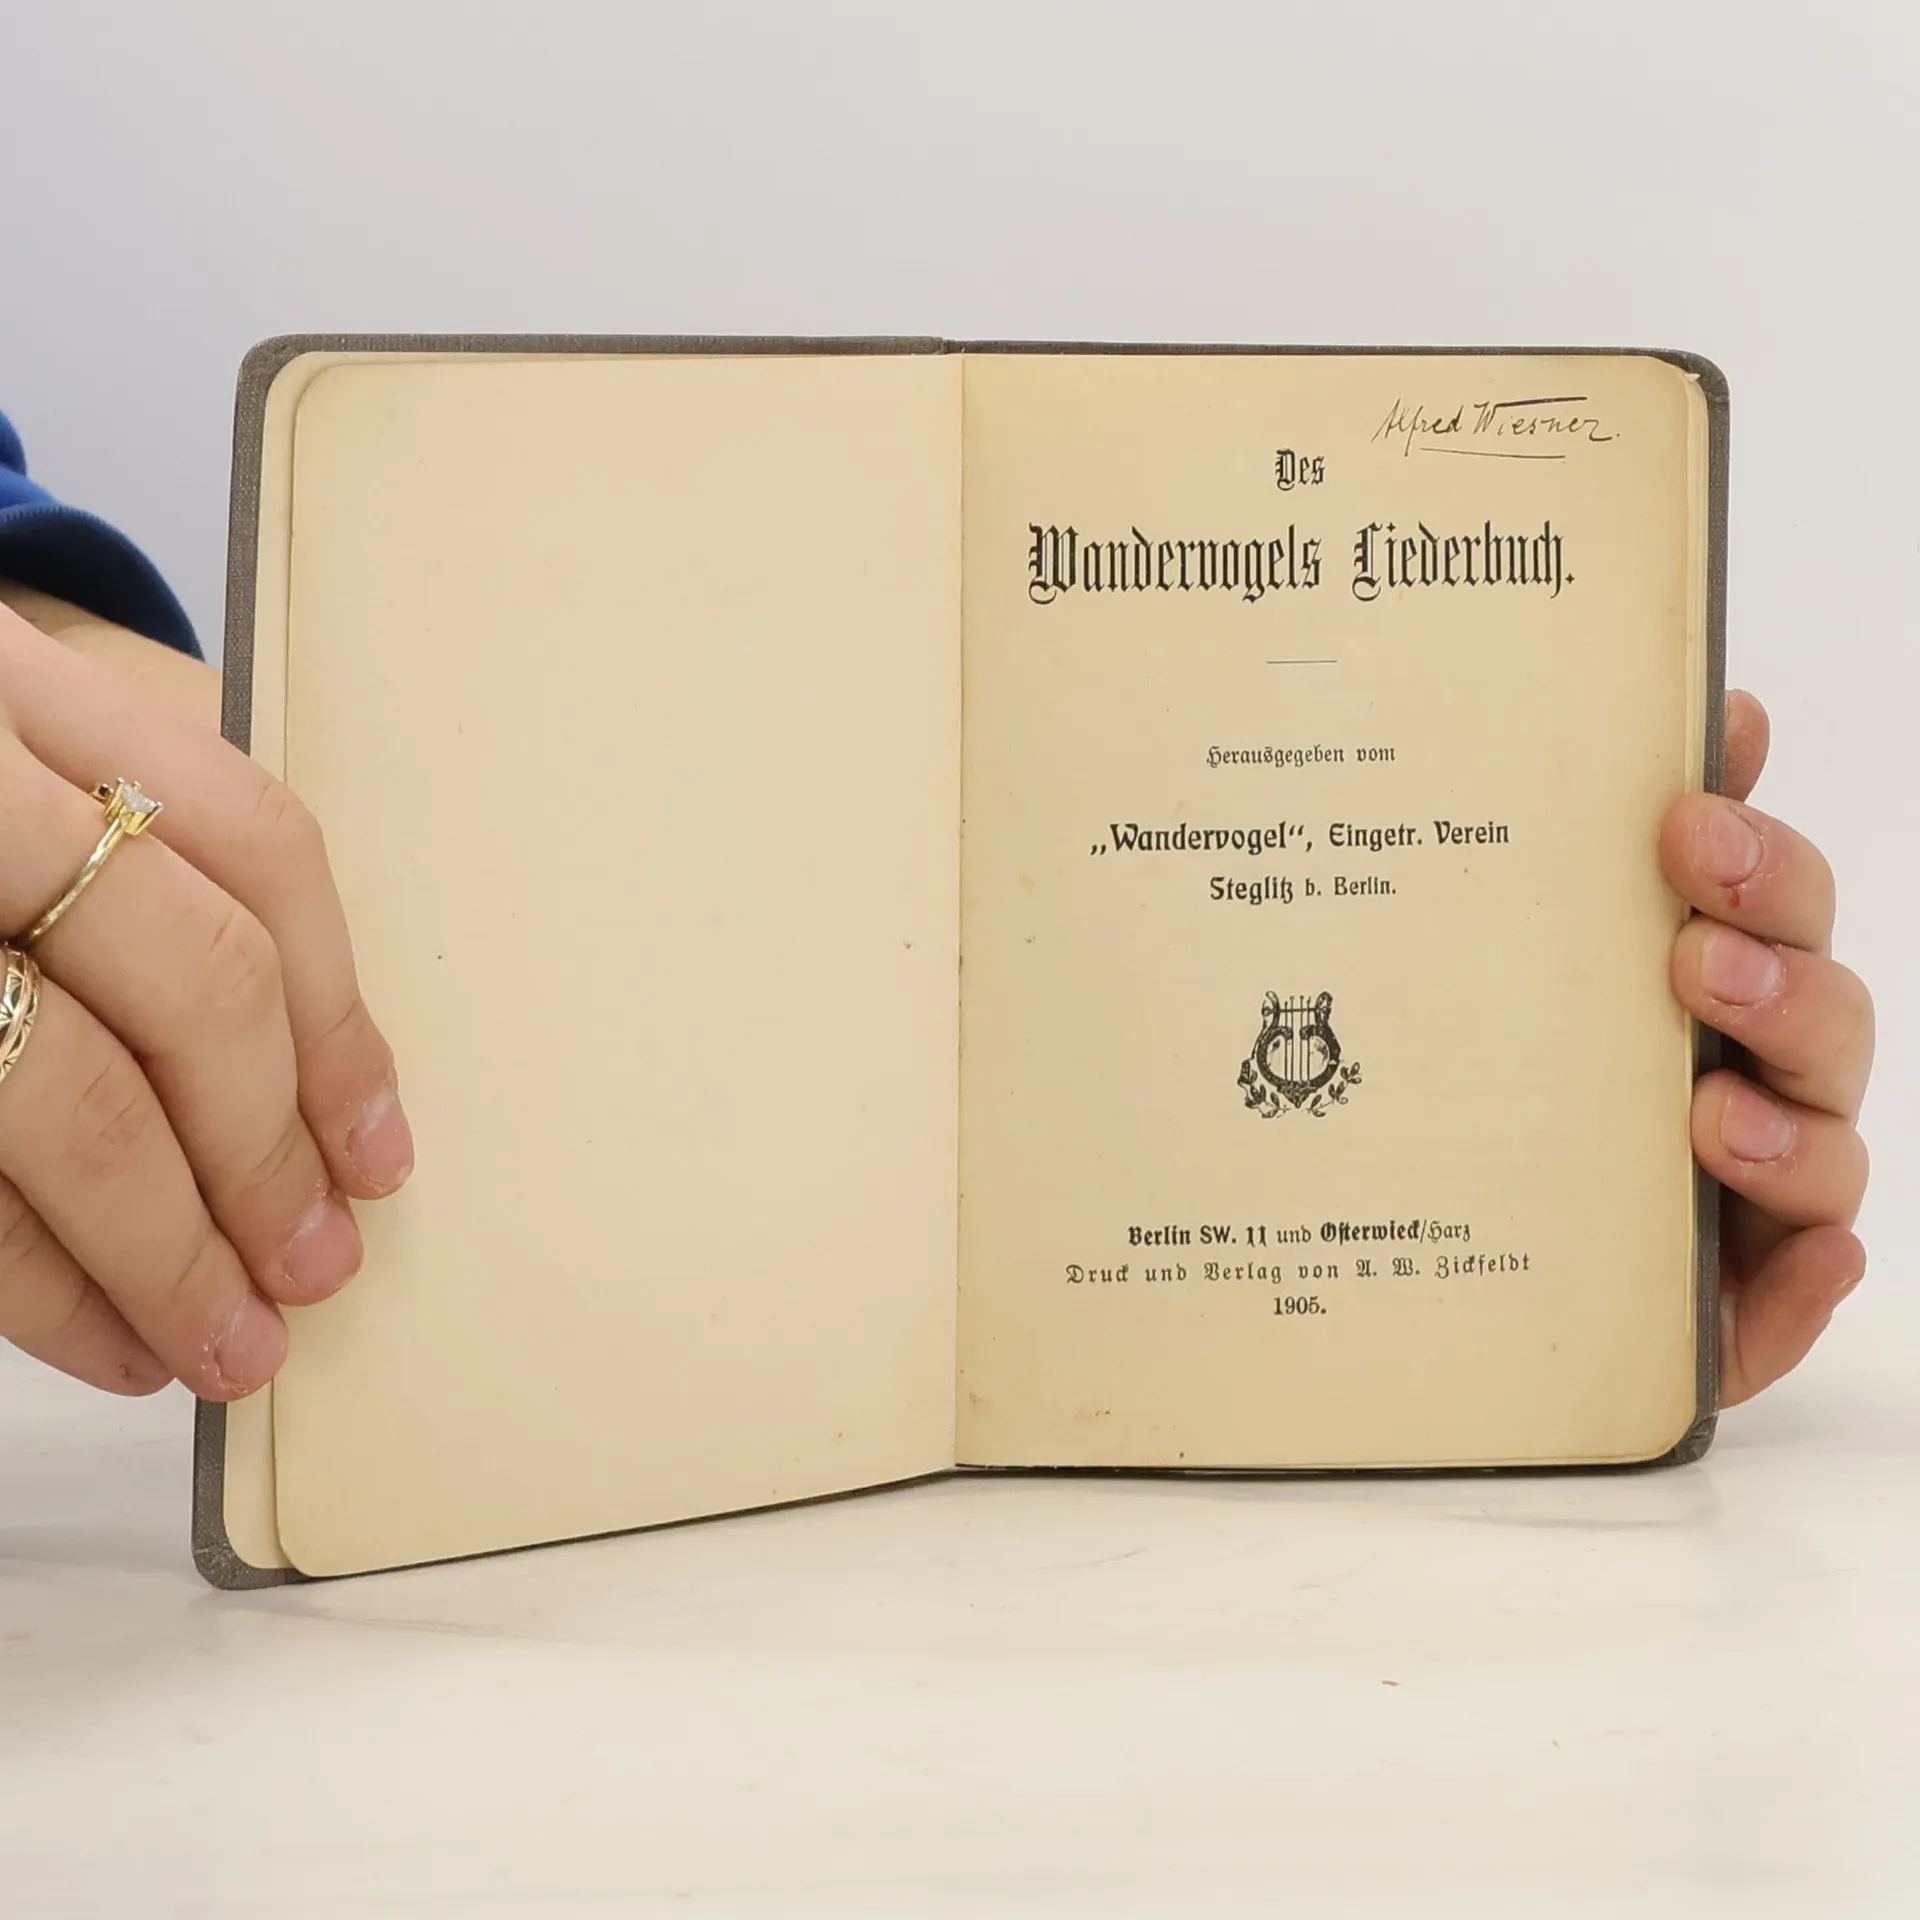 Alfred Wiesner.
Des
Wandervogels Liederbuch.
Herausgegeben vom
„Wandervogel“, Eingetr. Verein
Steglitz b. Berlin.
Berlin SW. 11 und Osterwieck/Harz
Druck und Verlag von A. W. Zickfeldt
1905.